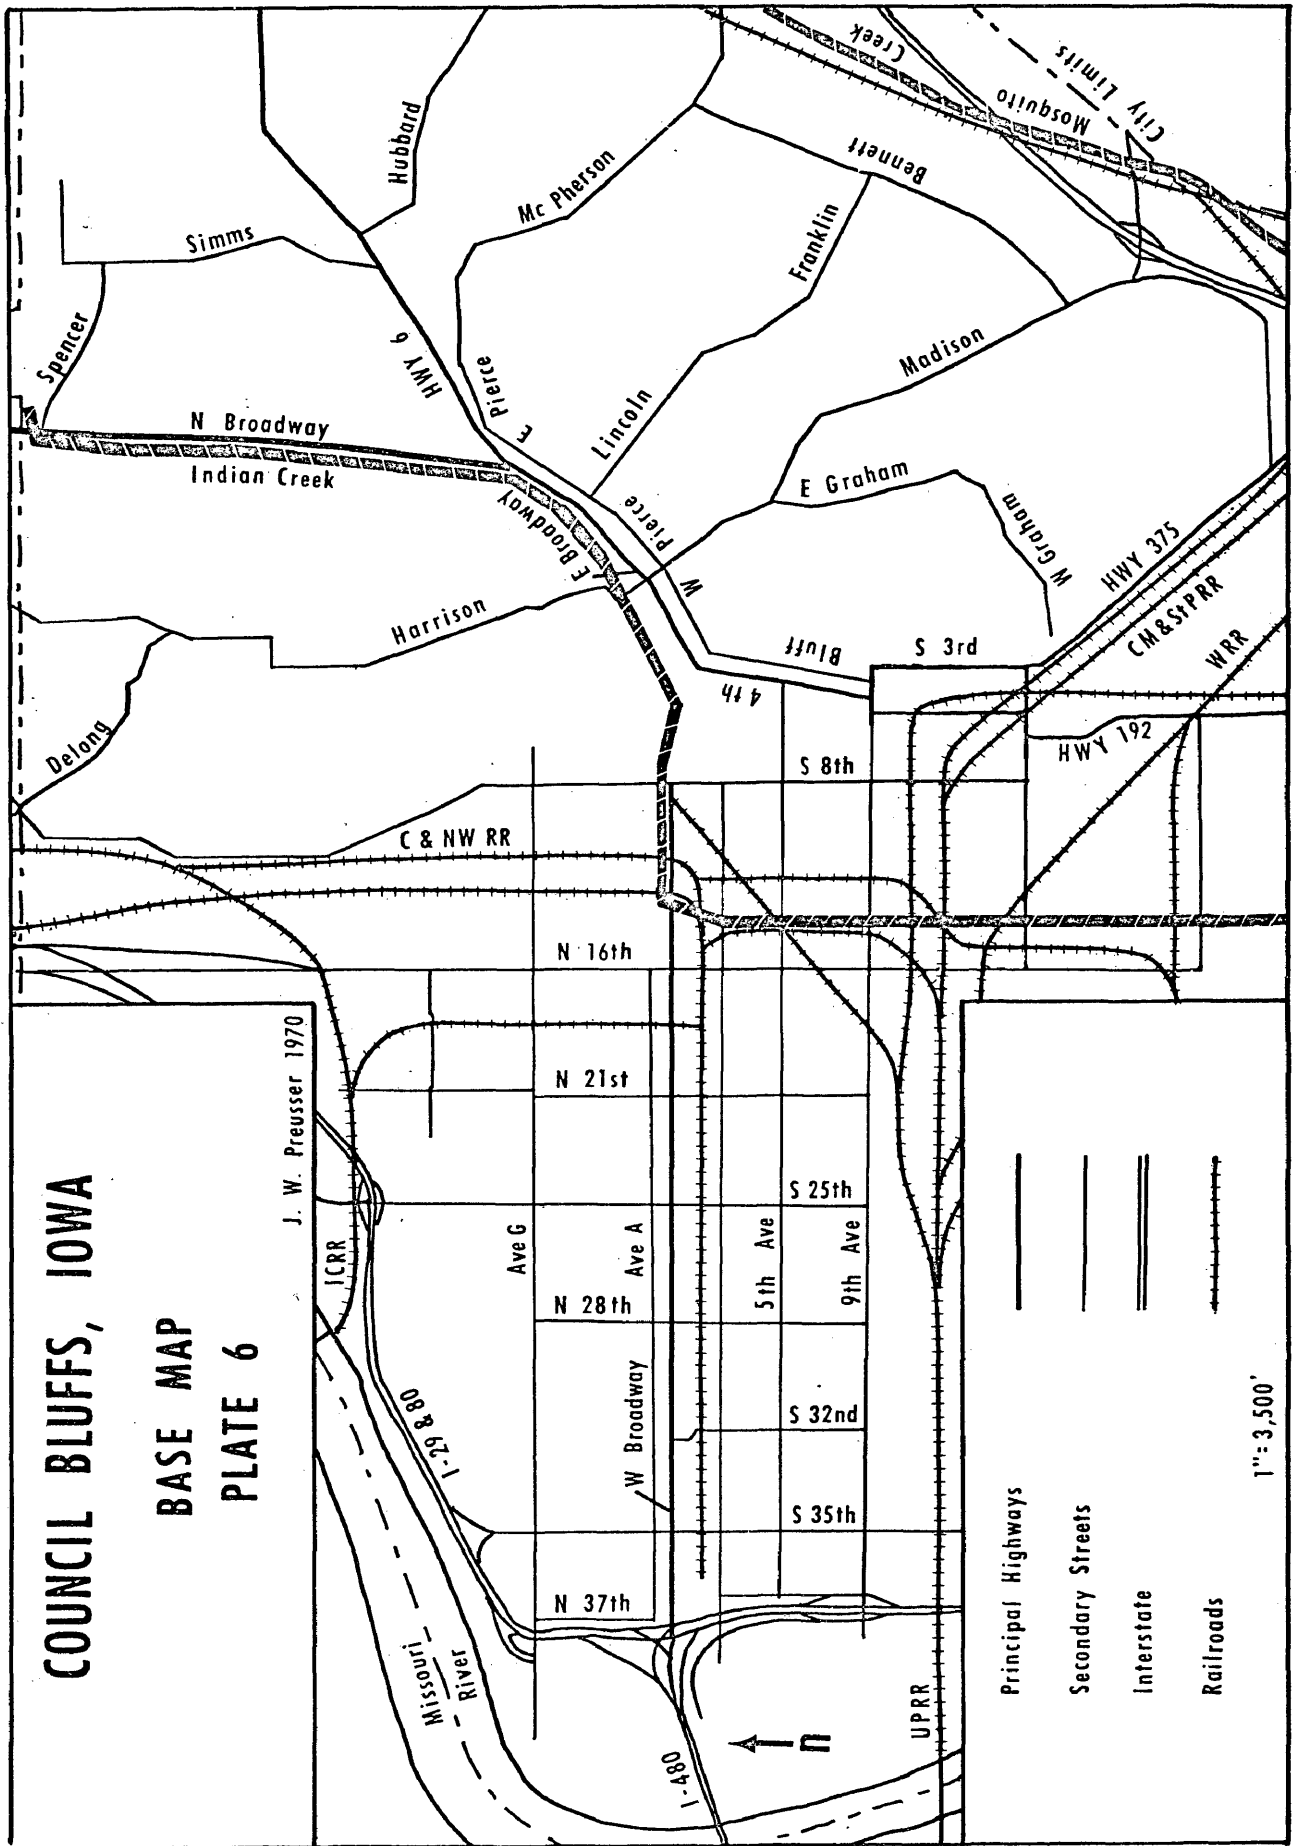 COUNCIL BLUFFS, IOWA
BASE MAP
PLATE 6
J. W. Preusser 1970
Missouri
River
I-29 & 80
ICRR
I-480
n
UPRR
N 37th
S 35th
S 32nd
N 28th
S 25th
N 21st
N 16th
W Broadway
Ave G
Ave A
5th Ave
9th Ave
C & NW RR
S 8th
Delong
Harrison
4th
Bluff
S 3rd
HWY 192
WRR
CM & St PRR
HWY 375
W Graham
E Graham
W Pierce
E Broadway
Indian Creek
N Broadway
Spencer
Simms
HWY 6
E Pierce
Lincoln
Franklin
Madison
Bennett
Mc Pherson
Hubbard
Mosquito
Creek
City Limits
Principal Highways
Secondary Streets
Interstate
Railroads
1"=3,500'